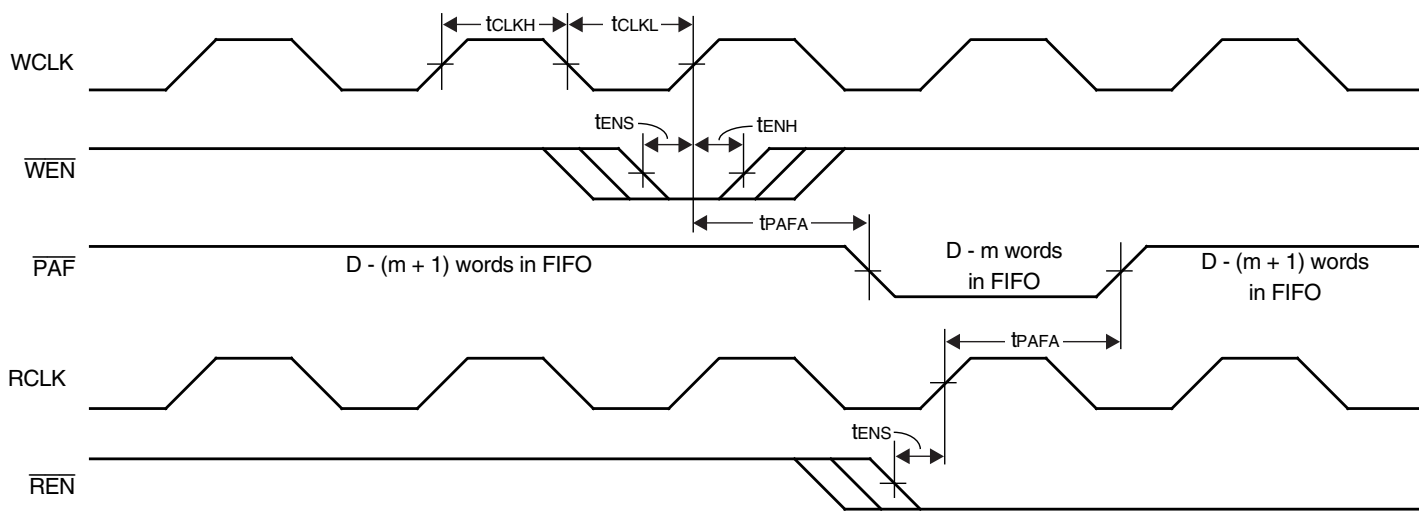 tCLKH
tCLKL
WCLK
tENS
tENH
WEN
tPAFA
PAF
D - (m + 1) words in FIFO
D - m words
in FIFO
D - (m + 1) words
in FIFO
tPAFA
RCLK
tENS
REN